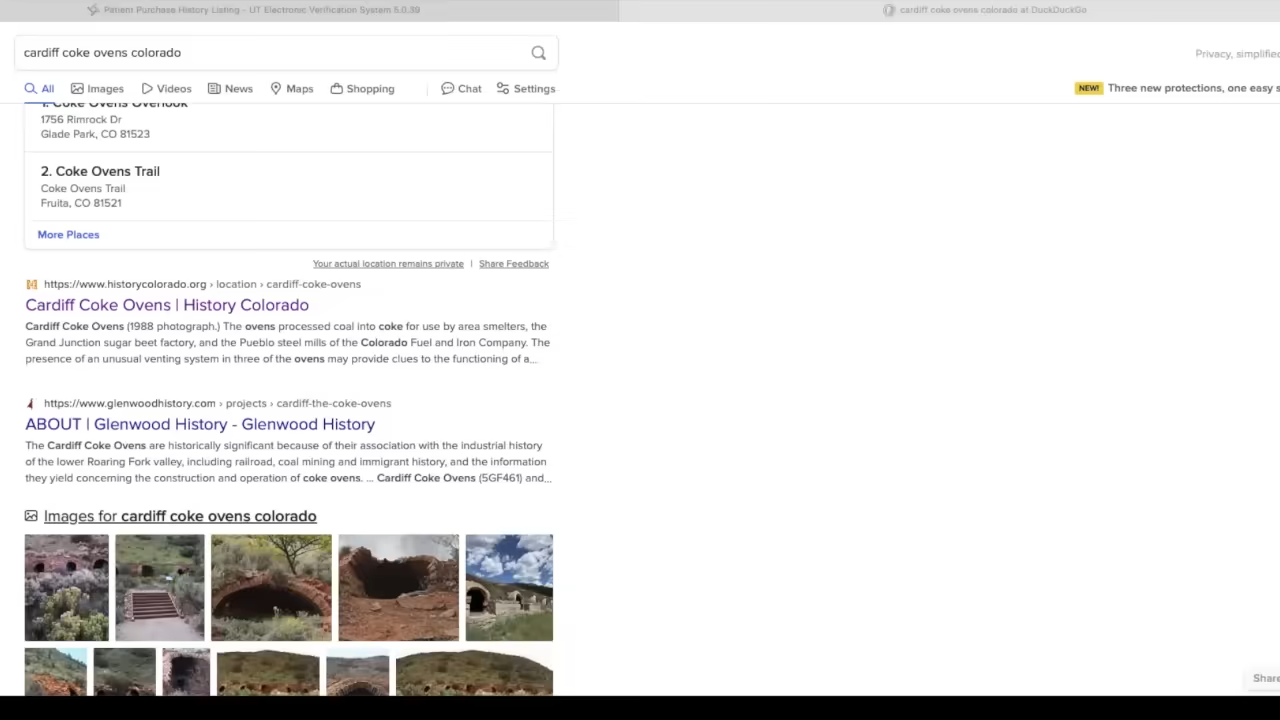 Patient Purchase History Listing – UT Electronic Verification System 5.0.39
cardiff coke ovens colorado at DuckDuckGo
cardiff coke ovens colorado
Privacy, simplified
All Images Videos News Maps Shopping Chat Settings
NEW! Three new protections, one easy s
1. Coke Ovens Overlook
1756 Rimrock Dr
Glade Park, CO 81523
2. Coke Ovens Trail
Coke Ovens Trail
Fruita, CO 81521
More Places
Your actual location remains private | Share Feedback
https://www.historycolorado.org › location › cardiff-coke-ovens
Cardiff Coke Ovens | History Colorado
Cardiff Coke Ovens (1988 photograph.) The ovens processed coal into coke for use by area smelters, the
Grand Junction sugar beet factory, and the Pueblo steel mills of the Colorado Fuel and Iron Company. The
presence of an unusual venting system in three of the ovens may provide clues to the functioning of a...
https://www.glenwoodhistory.com › projects › cardiff-the-coke-ovens
ABOUT | Glenwood History - Glenwood History
The Cardiff Coke Ovens are historically significant because of their association with the industrial history
of the lower Roaring Fork valley, including railroad, coal mining and immigrant history, and the information
they yield concerning the construction and operation of coke ovens. ... Cardiff Coke Ovens (5GF461) and...
Images for cardiff coke ovens colorado
Share